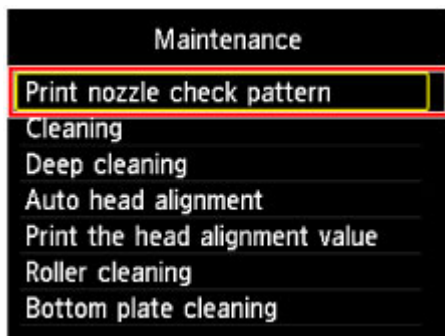 Maintenance
Print nozzle check pattern
Cleaning
Deep cleaning
Auto head alignment
Print the head alignment value
Roller cleaning
Bottom plate cleaning